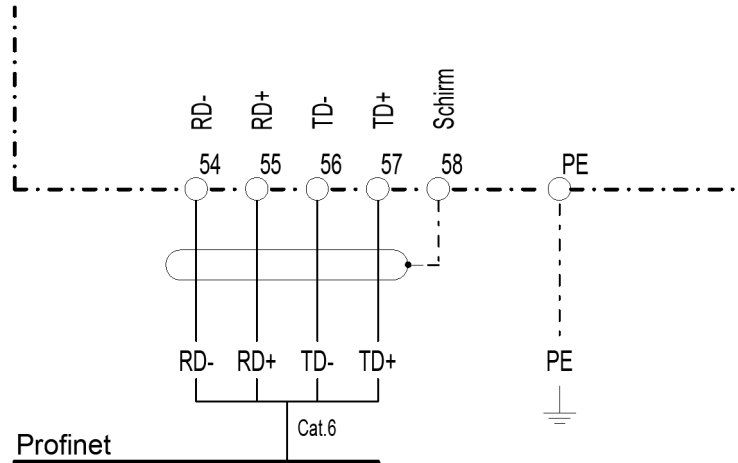 RD- RD+ TD- TD+ Schirm
54 55 56 57 58 PE
RD- RD+ TD- TD+ PE
Cat.6
Profinet